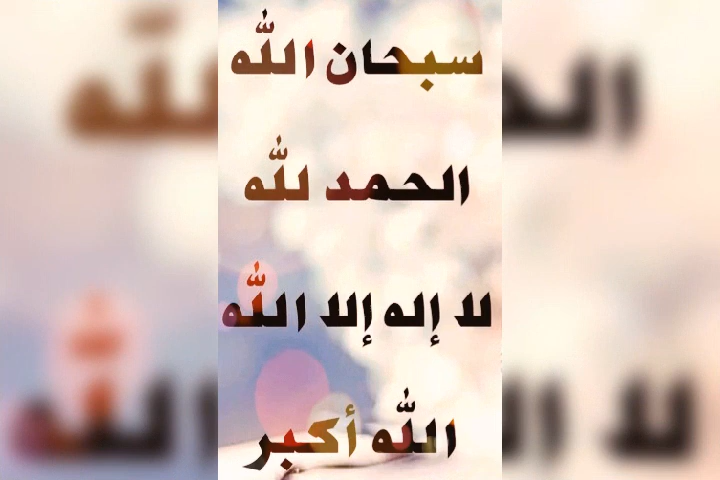 سبحان الله
الحمد لله
لا إله إلا الله
الله أكبر